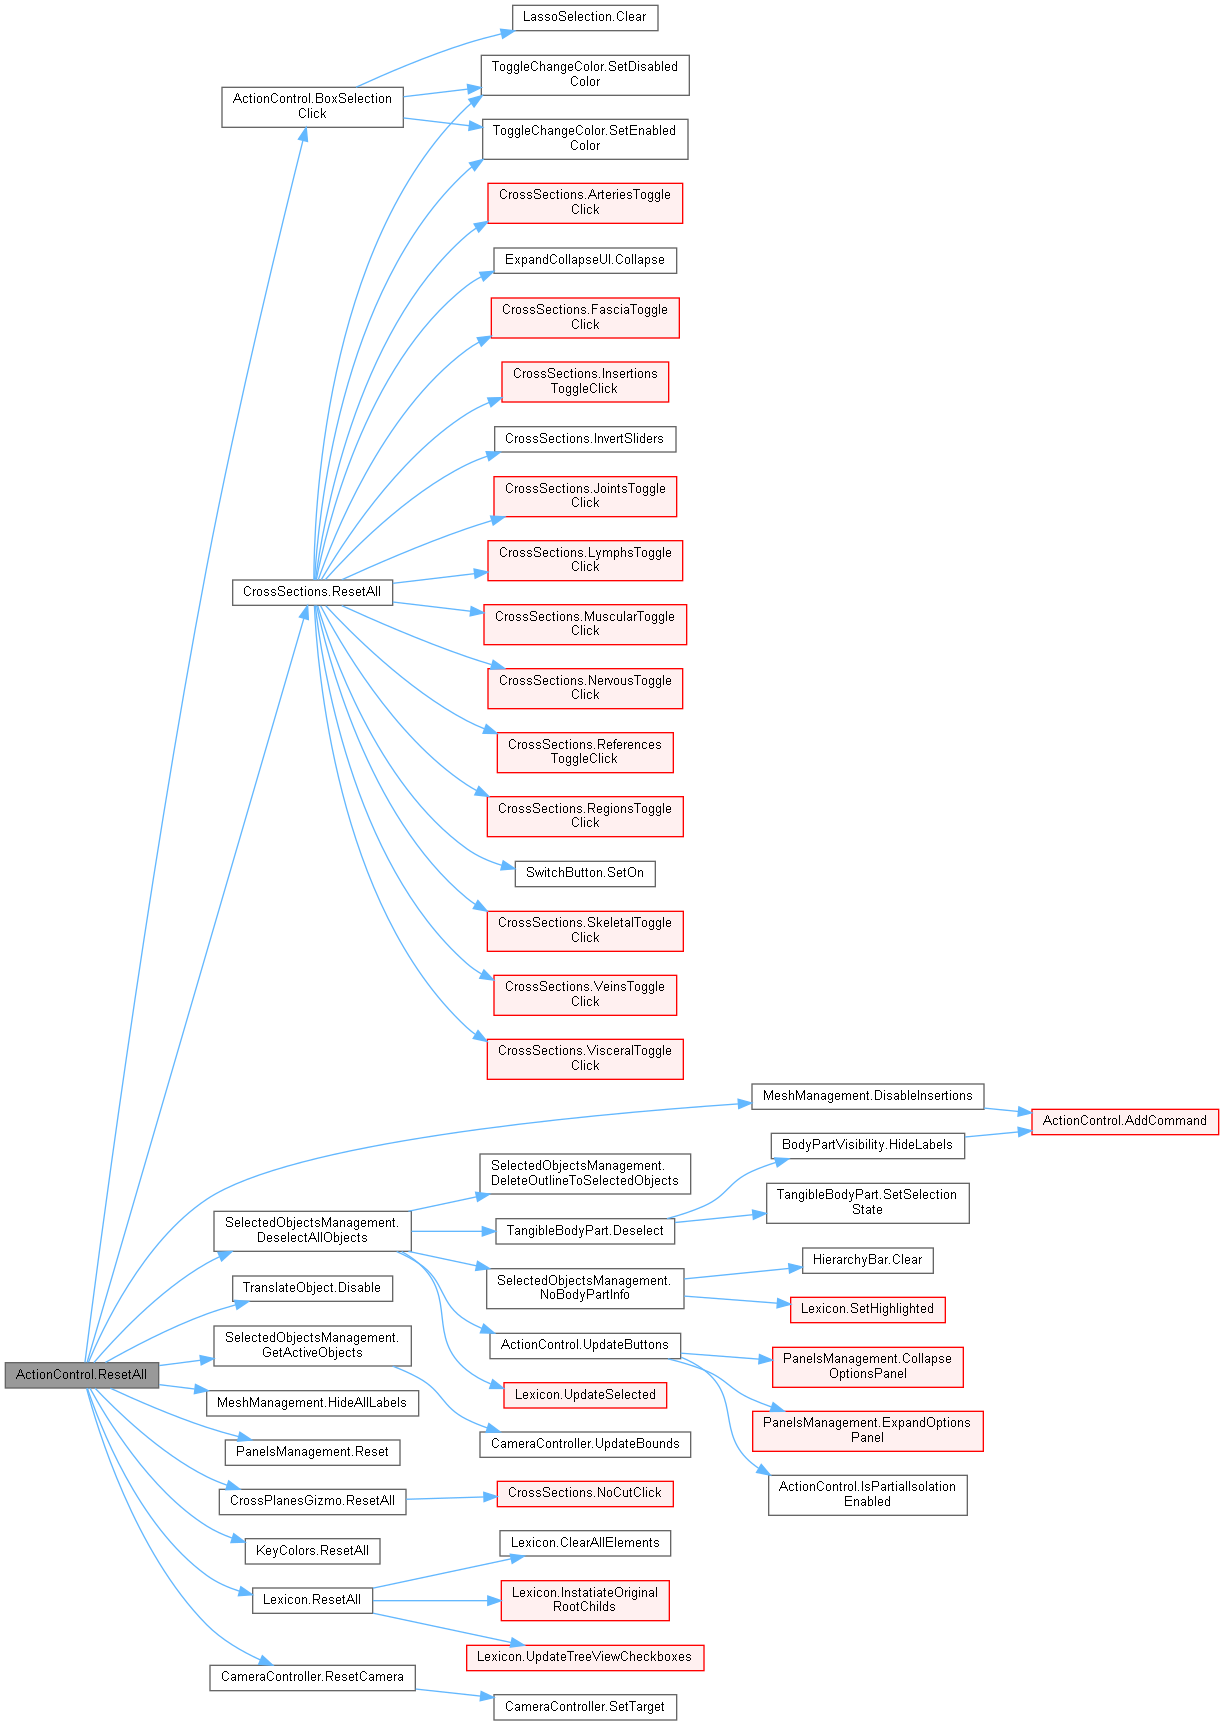 LassoSelection.Clear
ToggleChangeColor.SetDisabled
Color
ActionControl.BoxSelection
Click
ToggleChangeColor.SetEnabled
Color
CrossSections.ArteriesToggle
Click
ExpandCollapseUI.Collapse
CrossSections.FasciaToggle
Click
CrossSections.Insertions
ToggleClick
CrossSections.InvertSliders
CrossSections.JointsToggle
Click
CrossSections.LymphsToggle
Click
CrossSections.ResetAll
CrossSections.MuscularToggle
Click
CrossSections.NervousToggle
Click
CrossSections.References
ToggleClick
CrossSections.RegionsToggle
Click
SwitchButton.SetOn
CrossSections.SkeletalToggle
Click
CrossSections.VeinsToggle
Click
CrossSections.VisceralToggle
Click
MeshManagement.DisableInsertions
ActionControl.AddCommand
BodyPartVisibility.HideLabels
SelectedObjectsManagement.
DeleteOutlineToSelectedObjects
TangibleBodyPart.SetSelection
State
SelectedObjectsManagement.
DeselectAllObjects
TangibleBodyPart.Deselect
HierarchyBar.Clear
SelectedObjectsManagement.
NoBodyPartInfo
TranslateObject.Disable
Lexicon.SetHighlighted
SelectedObjectsManagement.
GetActiveObjects
ActionControl.UpdateButtons
PanelsManagement.Collapse
OptionsPanel
ActionControl.ResetAll
Lexicon.UpdateSelected
MeshManagement.HideAllLabels
PanelsManagement.ExpandOptions
Panel
CameraController.UpdateBounds
PanelsManagement.Reset
ActionControl.IsPartialIsolation
Enabled
CrossPlanesGizmo.ResetAll
CrossSections.NoCutClick
KeyColors.ResetAll
Lexicon.ClearAllElements
Lexicon.ResetAll
Lexicon.InstatiateOriginal
RootChilds
Lexicon.UpdateTreeViewCheckboxes
CameraController.ResetCamera
CameraController.SetTarget